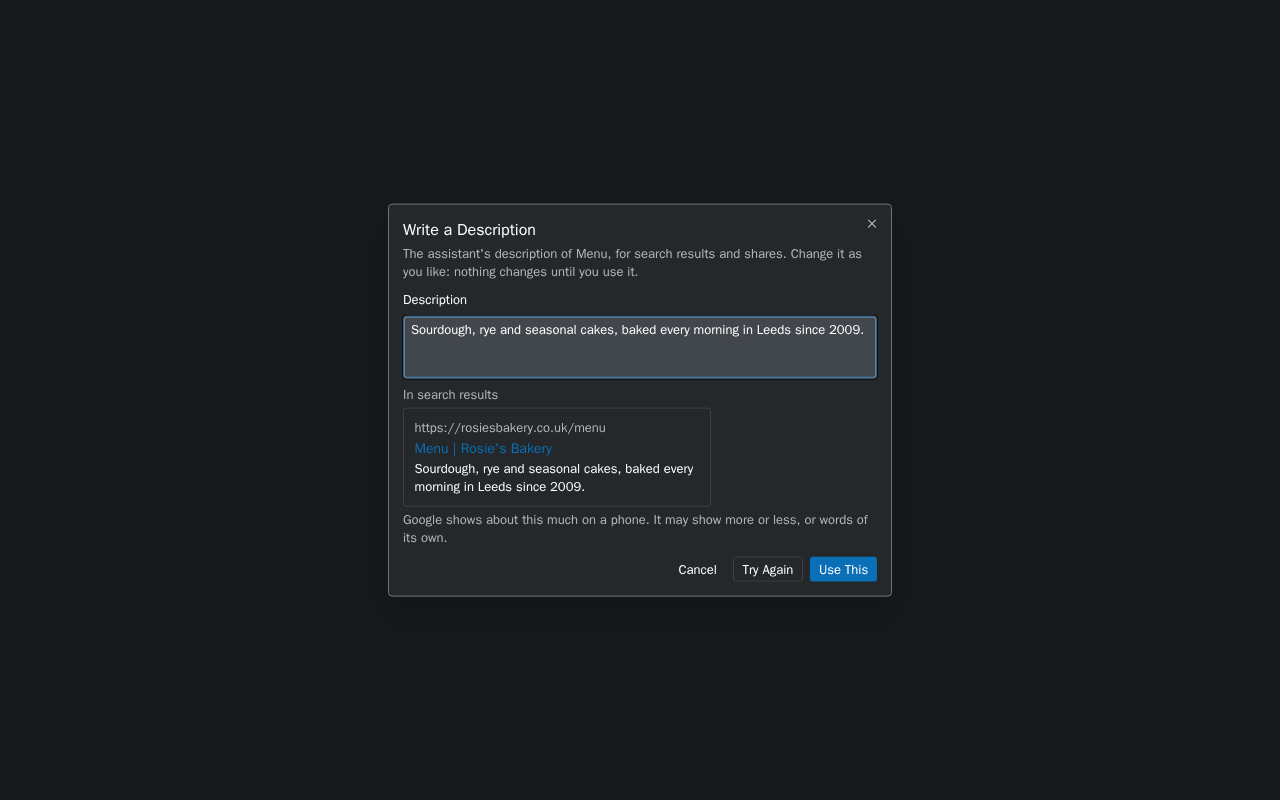 Write a Description
The assistant's description of Menu, for search results and shares. Change it as
you like: nothing changes until you use it.
Description
Sourdough, rye and seasonal cakes, baked every morning in Leeds since 2009.
In search results
https://rosiesbakery.co.uk/menu
Menu | Rosie's Bakery
Sourdough, rye and seasonal cakes, baked every
morning in Leeds since 2009.
Google shows about this much on a phone. It may show more or less, or words of
its own.
Cancel
Try Again
Use This